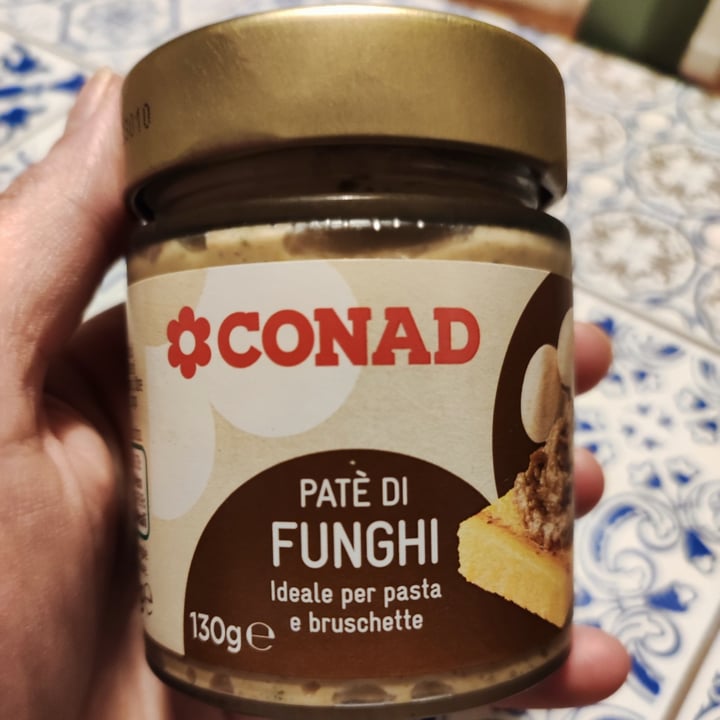 CONAD
PATÈ DI
FUNGHI
Ideale per pasta
e bruschette
130g e